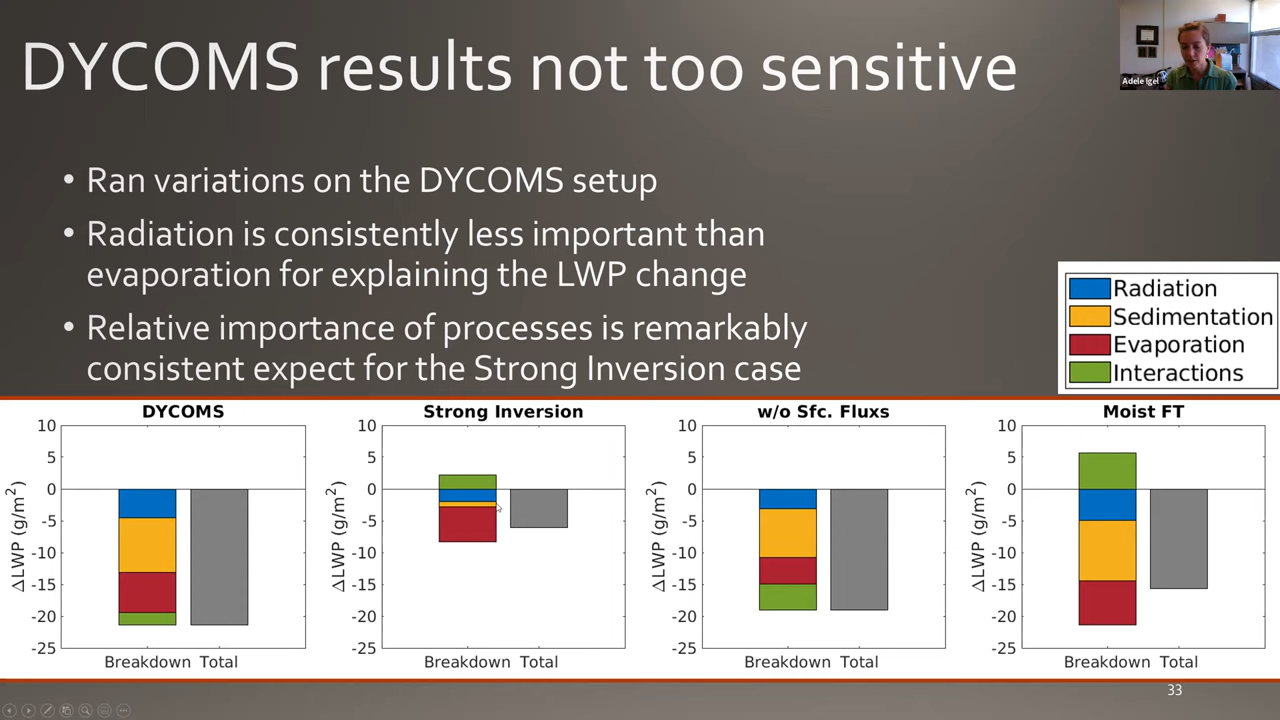 DYCOMS results not too sensitive
Adele Igel
• Ran variations on the DYCOMS setup
• Radiation is consistently less important than
evaporation for explaining the LWP change
• Relative importance of processes is remarkably
consistent expect for the Strong Inversion case
Radiation
Sedimentation
Evaporation
Interactions
DYCOMS
10
5
0
-5
-10
-15
-20
-25
ΔLWP (g/m²)
Breakdown Total
Strong Inversion
10
5
0
-5
-10
-15
-20
-25
ΔLWP (g/m²)
Breakdown Total
w/o Sfc. Fluxs
10
5
0
-5
-10
-15
-20
-25
ΔLWP (g/m²)
Breakdown Total
Moist FT
10
5
0
-5
-10
-15
-20
-25
ΔLWP (g/m²)
Breakdown Total
33